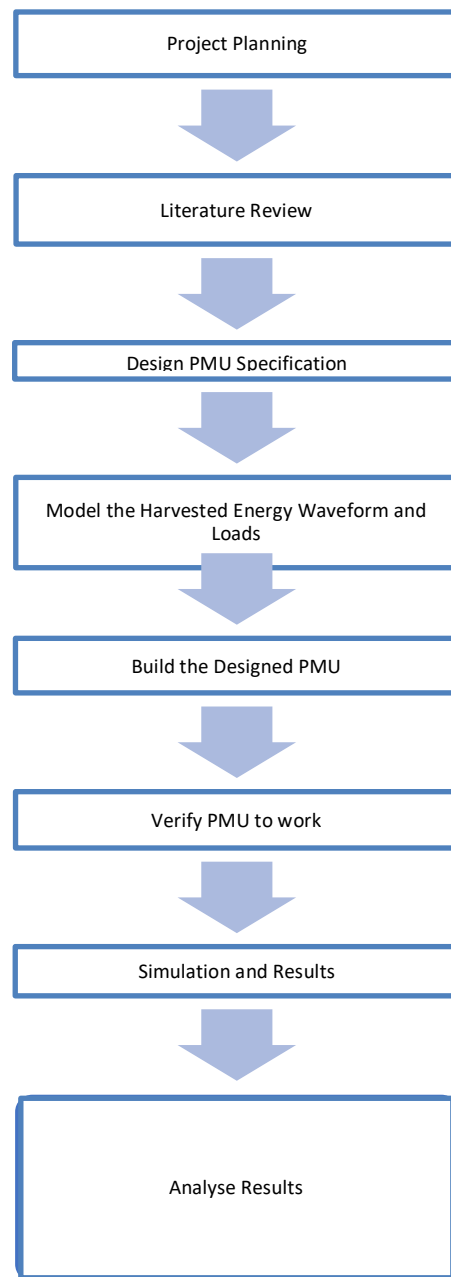 Project Planning
Literature Review
Design PMU Specification
Model the Harvested Energy Waveform and
Loads
Build the Designed PMU
Verify PMU to work
Simulation and Results
Analyse Results